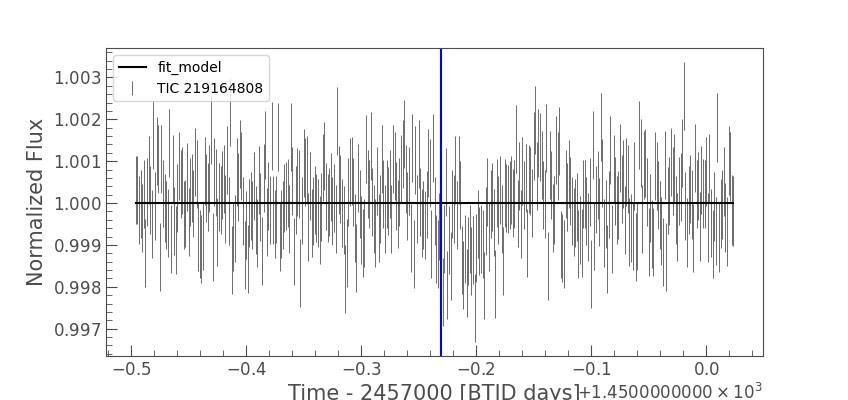 fit_model
TIC 219164808
Normalized Flux
1.003
1.002
1.001
1.000
0.999
0.998
0.997
−0.5 −0.4 −0.3 −0.2 −0.1 0.0
Time - 2457000 [BTJD days]
+1.4500000000 × 10³